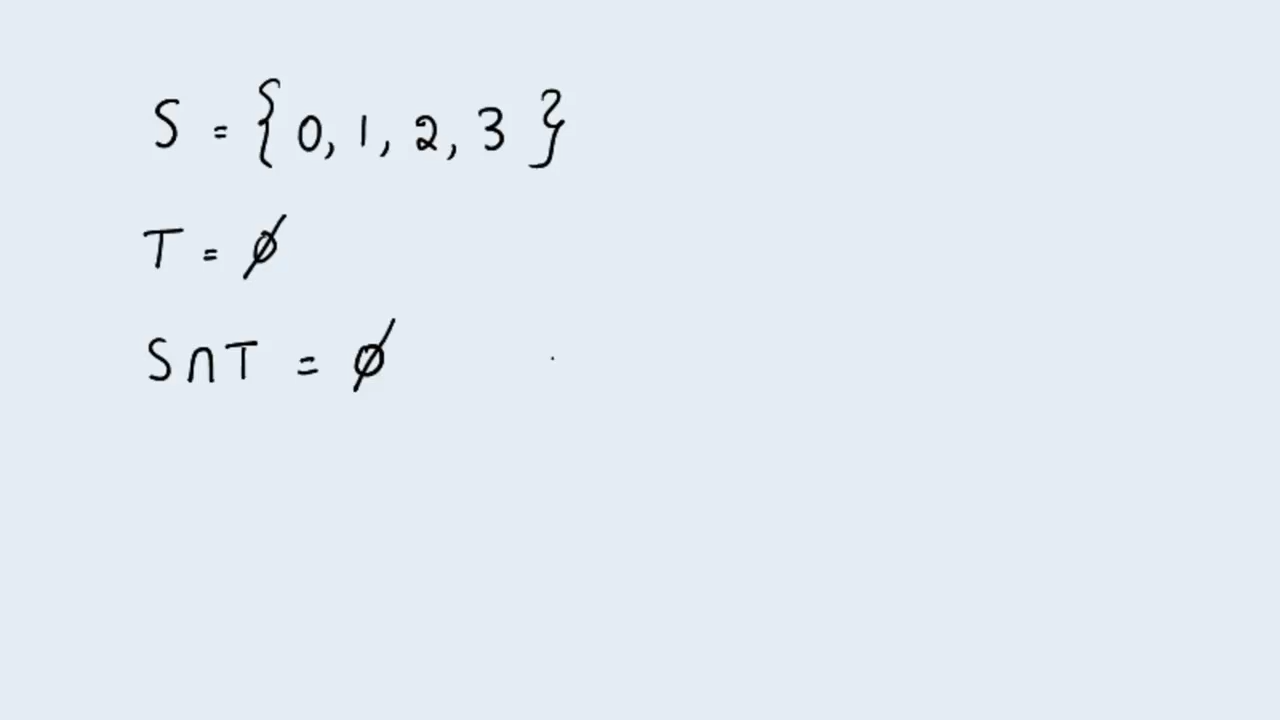 S = {0, 1, 2, 3}
T = ∅
S∩T = ∅